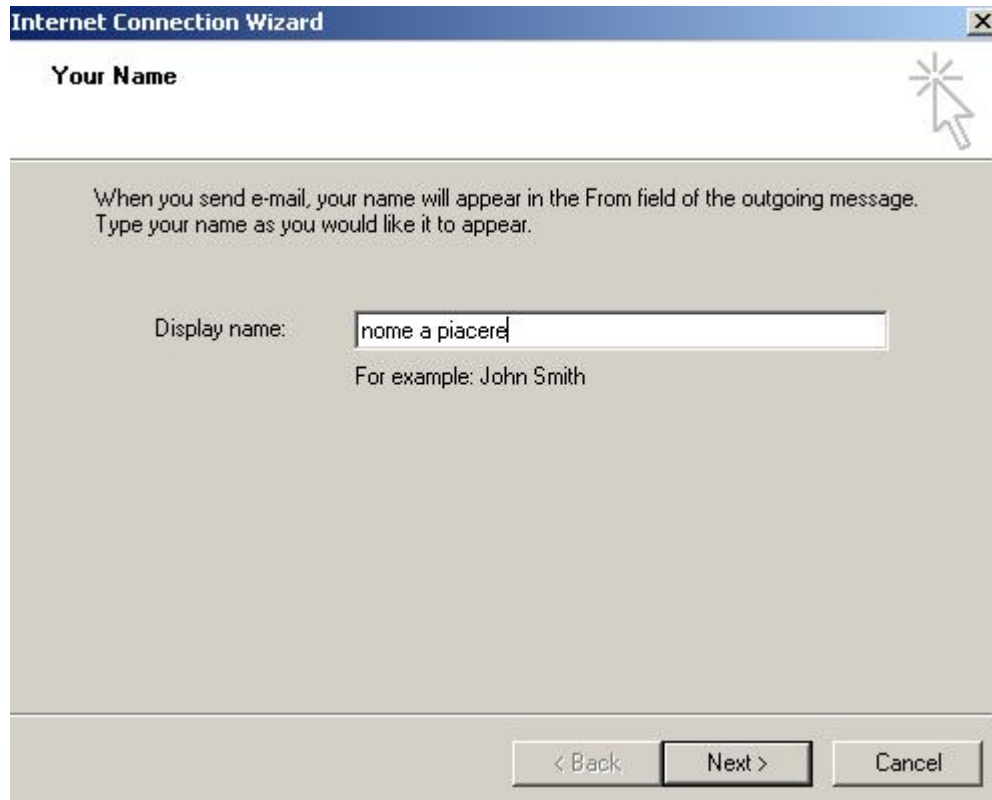 Internet Connection Wizard
Your Name
When you send e-mail, your name will appear in the From field of the outgoing message.
Type your name as you would like it to appear.
Display name:
nome a piacere
For example: John Smith
< Back
Next >
Cancel